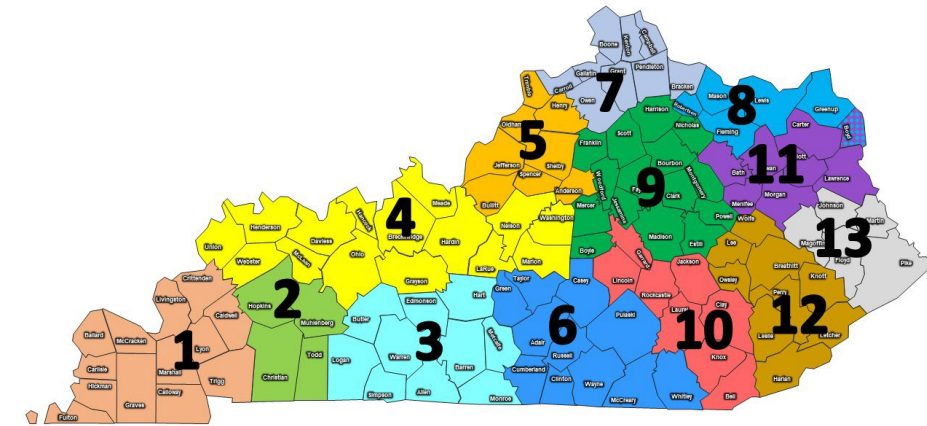 Boone
Kenton
Campbell
Gallatin
Grant
Pendleton
Carroll
Owen
Bracken
7
Trimble
Henry
Oldham
5
Jefferson
Shelby
Spencer
Bullitt
Anderson
Mason
Lewis
8
Robertson
Fleming
Greenup
Boyd
Harrison
Scott
Nicholas
Franklin
Bourbon
Woodford
9
Montgomery
Clark
Mercer
Jessamine
Powell
Madison
Boyle
Estill
Carter
11
Bath
Lawrence
Menifee
Morgan
Johnson
Martin
13
Floyd
Pike
Meade
4
Henderson
Hancock
Union
Daviess
Hardin
Nelson
Washington
Webster
McLean
Ohio
LaRue
Marion
Grayson
Wolfe
Lee
Breathitt
Owsley
Knott
Perry
12
Leslie
Harlan
Garrard
Lincoln
Jackson
Rockcastle
Clay
10
Knox
Bell
Taylor
Casey
Green
6
Pulaski
Adair
Russell
Cumberland
Clinton
Wayne
McCreary
Whitley
Edmonson
Hart
Butler
3
Metcalfe
Logan
Warren
Barren
Simpson
Allen
Monroe
2
Hopkins
Muhlenberg
Todd
Christian
Crittenden
Livingston
Caldwell
Ballard
McCracken
1
Lyon
Carlisle
Marshall
Hickman
Calloway
Trigg
Graves
Fulton